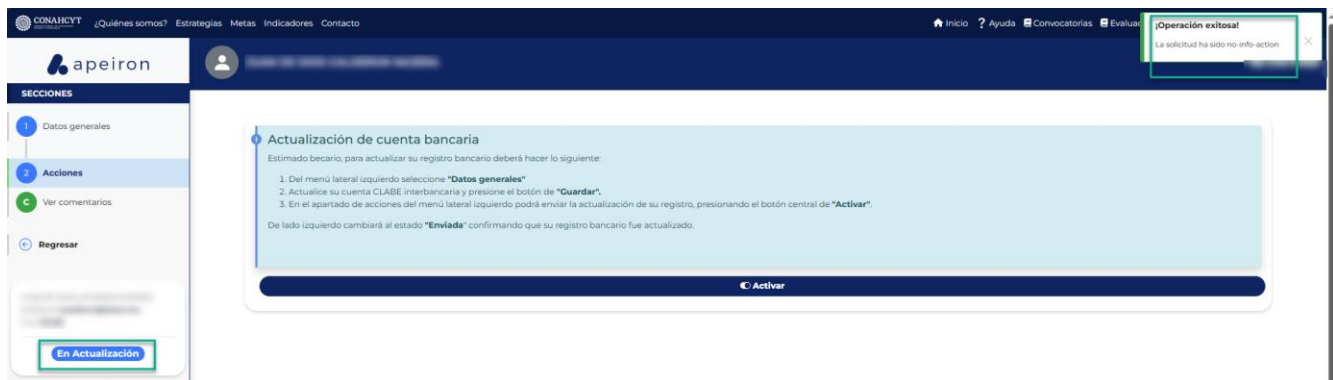 CONAHCYT ¿Quiénes somos? Estrategias Metas Indicadores Contacto
Inicio ? Ayuda Convocatorias Evaluac
¡Operación exitosa!
La solicitud ha sido no-info-action
apeiron
SECCIONES
1 Datos generales
2 Acciones
C Ver comentarios
Regresar
En Actualización
Actualización de cuenta bancaria
Estimado becario, para actualizar su registro bancario deberá hacer lo siguiente:
1. Del menú lateral izquierdo seleccione "Datos generales"
2. Actualice su cuenta CLABE interbancaria y presione el botón de "Guardar".
3. En el apartado de acciones del menú lateral izquierdo podrá enviar la actualización de su registro, presionando el botón central de "Activar".
De lado izquierdo cambiará al estado "Enviada" confirmando que su registro bancario fue actualizado.
Activar